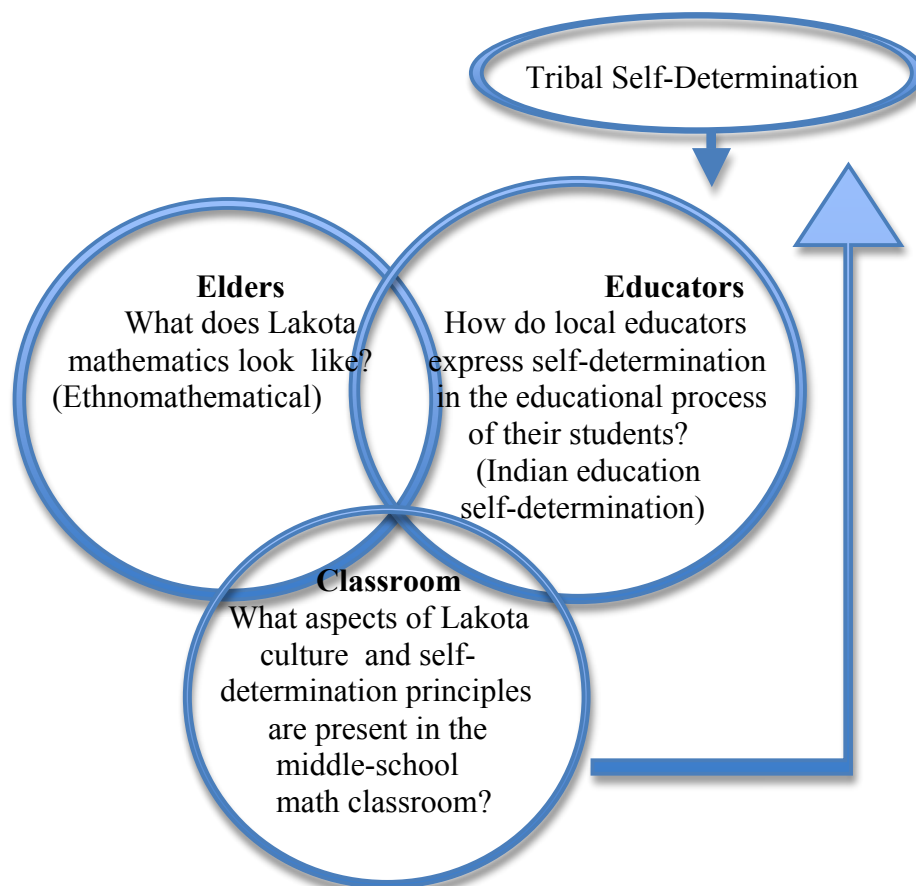 Tribal Self-Determination
Elders
What does Lakota
mathematics look like?
(Ethnomathematical)
Educators
How do local educators
express self-determination
in the educational process
of their students?
(Indian education
self-determination)
Classroom
What aspects of Lakota
culture and self-
determination principles
are present in the
middle-school
math classroom?